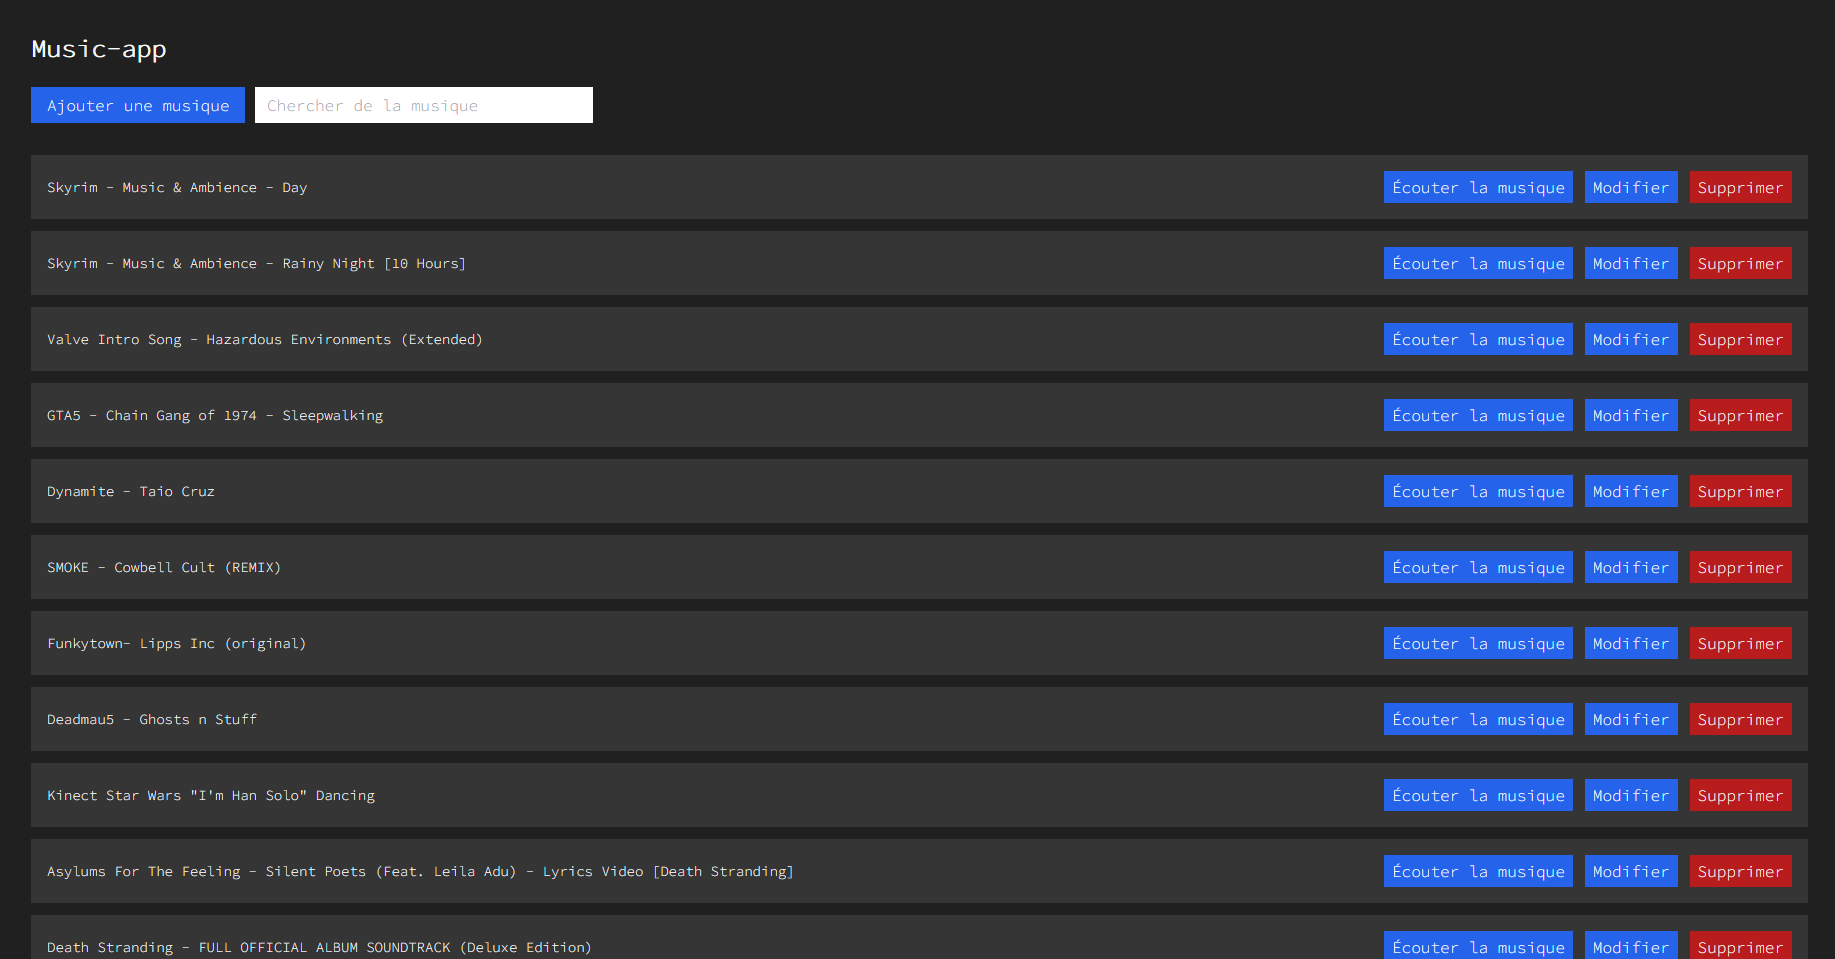 Music-app
Ajouter une musique Chercher de la musique
Skyrim - Music & Ambience - Day Écouter la musique Modifier Supprimer
Skyrim - Music & Ambience - Rainy Night [10 Hours] Écouter la musique Modifier Supprimer
Valve Intro Song - Hazardous Environments (Extended) Écouter la musique Modifier Supprimer
GTA5 - Chain Gang of 1974 - Sleepwalking Écouter la musique Modifier Supprimer
Dynamite - Taio Cruz Écouter la musique Modifier Supprimer
SMOKE - Cowbell Cult (REMIX) Écouter la musique Modifier Supprimer
Funkytown- Lipps Inc (original) Écouter la musique Modifier Supprimer
Deadmau5 - Ghosts n Stuff Écouter la musique Modifier Supprimer
Kinect Star Wars "I'm Han Solo" Dancing Écouter la musique Modifier Supprimer
Asylums For The Feeling - Silent Poets (Feat. Leila Adu) - Lyrics Video [Death Stranding] Écouter la musique Modifier Supprimer
Death Stranding - FULL OFFICIAL ALBUM SOUNDTRACK (Deluxe Edition) Écouter la musique Modifier Supprimer